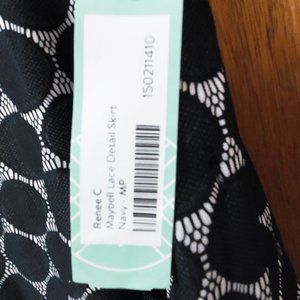 Renee C
Maybell Lace Detail Skirt
Navy - MP
150211410